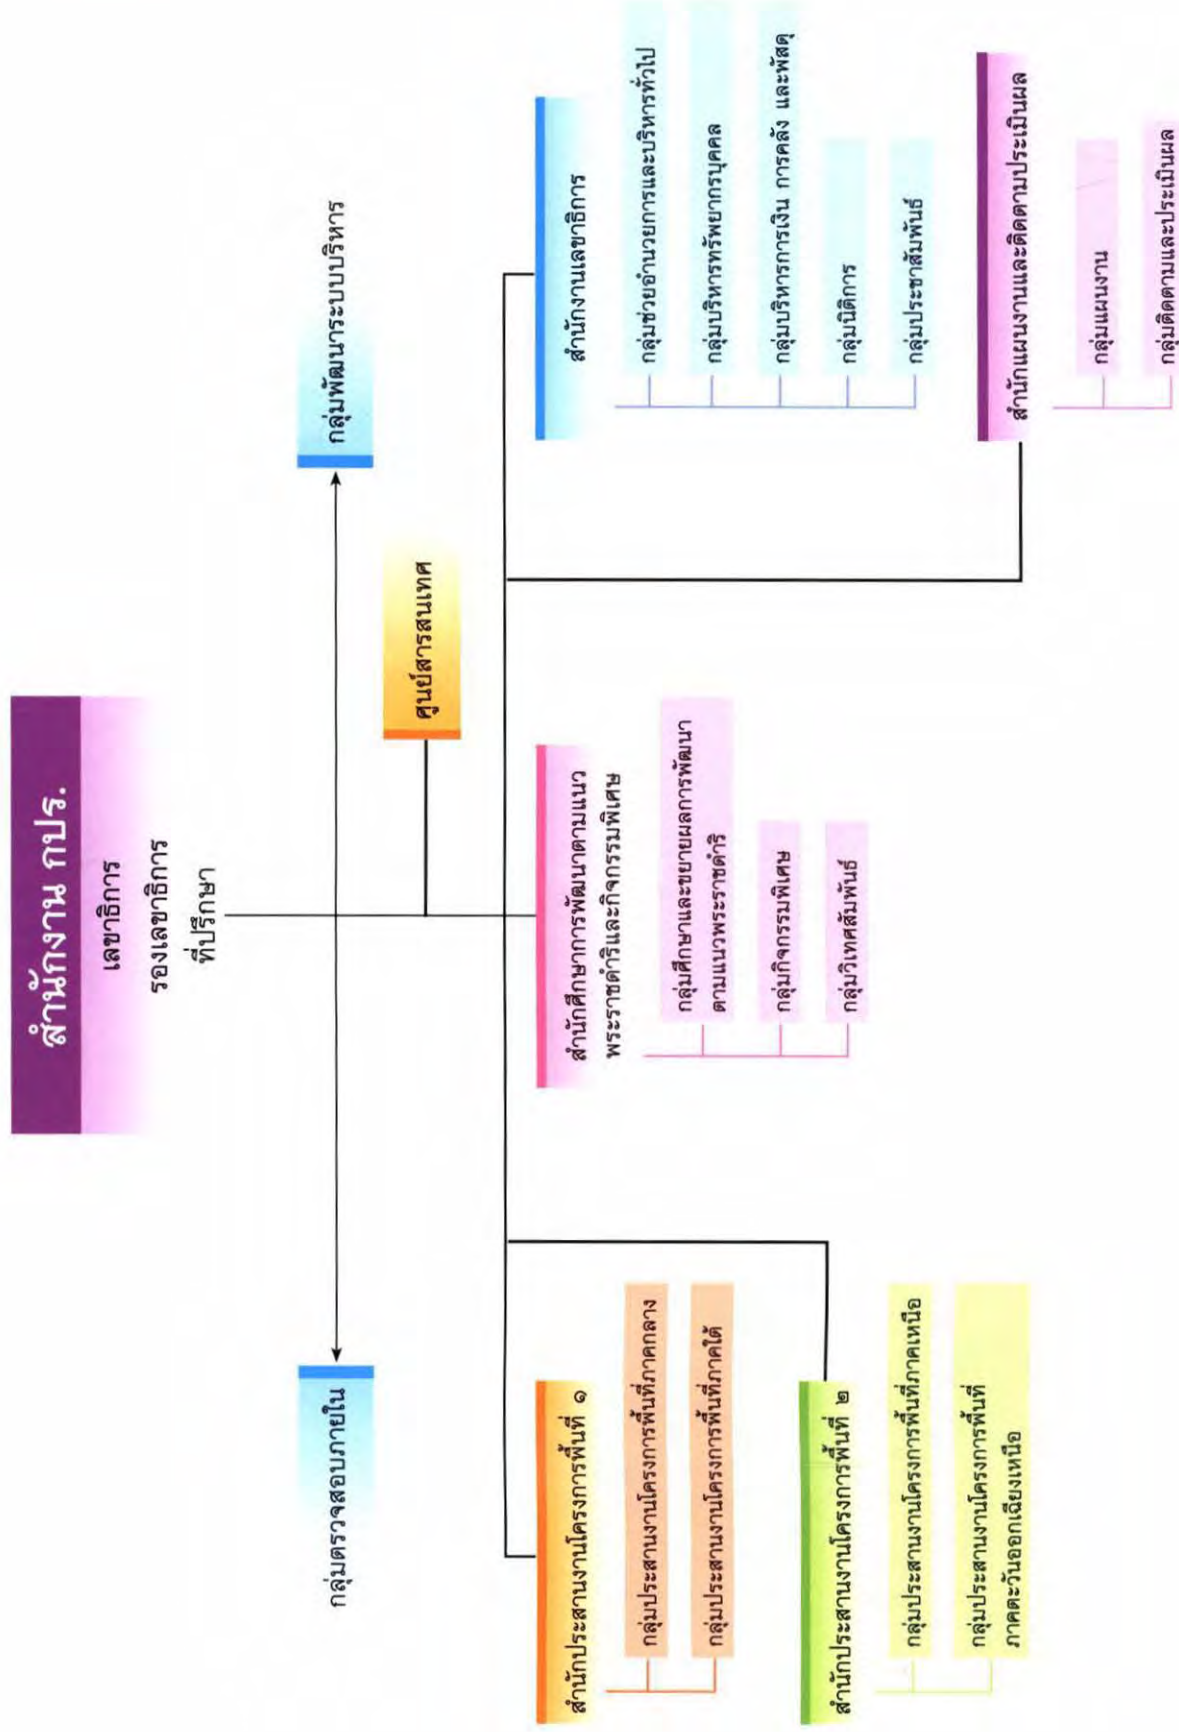 สำนักงาน กปร.
เลขาธิการ
รองเลขาธิการ
ที่ปรึกษา
กลุ่มตรวจสอบภายใน
กลุ่มพัฒนาระบบบริหาร
ศูนย์สารสนเทศ
สำนักประสานงานโครงการพื้นที่ ๑
กลุ่มประสานงานโครงการพื้นที่ภาคกลาง
กลุ่มประสานงานโครงการพื้นที่ภาคใต้
สำนักประสานงานโครงการพื้นที่ ๒
กลุ่มประสานงานโครงการพื้นที่ภาคเหนือ
กลุ่มประสานงานโครงการพื้นที่
ภาคตะวันออกเฉียงเหนือ
สำนักศึกษาการพัฒนาตามแนว
พระราชดำริและกิจกรรมพิเศษ
กลุ่มศึกษาและขยายผลการพัฒนา
ตามแนวพระราชดำริ
กลุ่มกิจกรรมพิเศษ
กลุ่มวิเทศสัมพันธ์
สำนักงานเลขาธิการ
กลุ่มช่วยอำนวยการและบริหารทั่วไป
กลุ่มบริหารทรัพยากรบุคคล
กลุ่มบริหารการเงิน การคลัง และพัสดุ
กลุ่มนิติการ
กลุ่มประชาสัมพันธ์
สำนักแผนงานและติดตามประเมินผล
กลุ่มแผนงาน
กลุ่มติดตามและประเมินผล